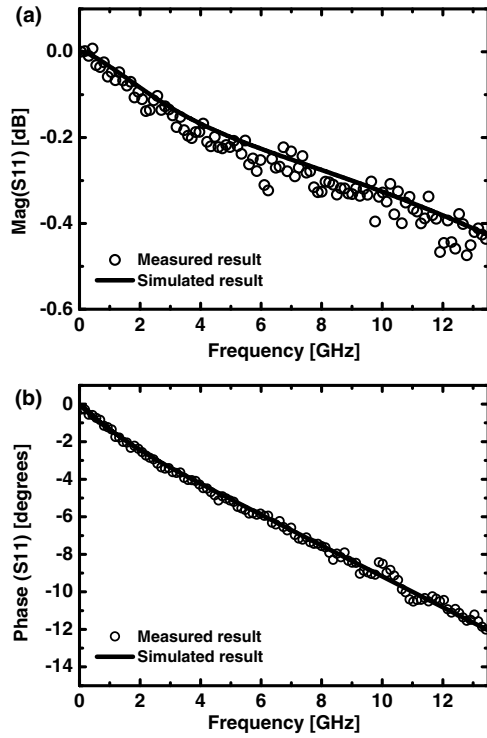 (a)
0.0
-0.2
-0.4
-0.6
Mag(S11) [dB]
Measured result
Simulated result
0 2 4 6 8 10 12
Frequency [GHz]
(b)
0
-2
-4
-6
-8
-10
-12
-14
Phase (S11) [degrees]
Measured result
Simulated result
0 2 4 6 8 10 12
Frequency [GHz]